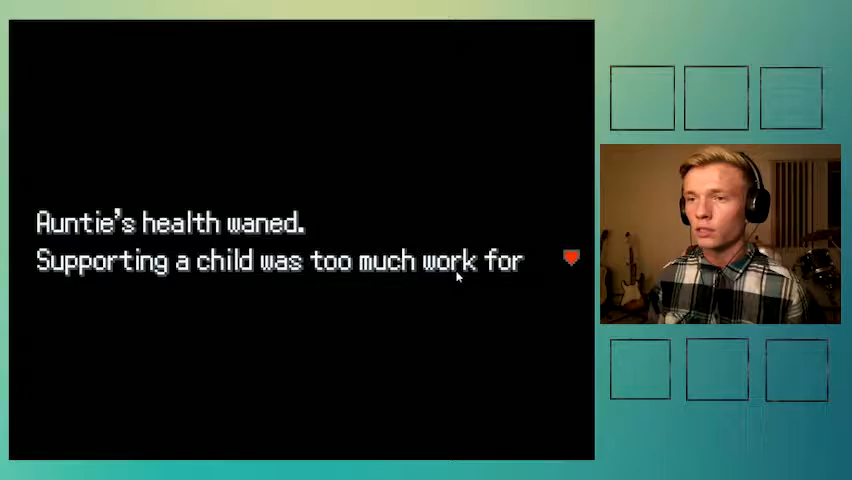 Auntie's health waned.
Supporting a child was too much work for